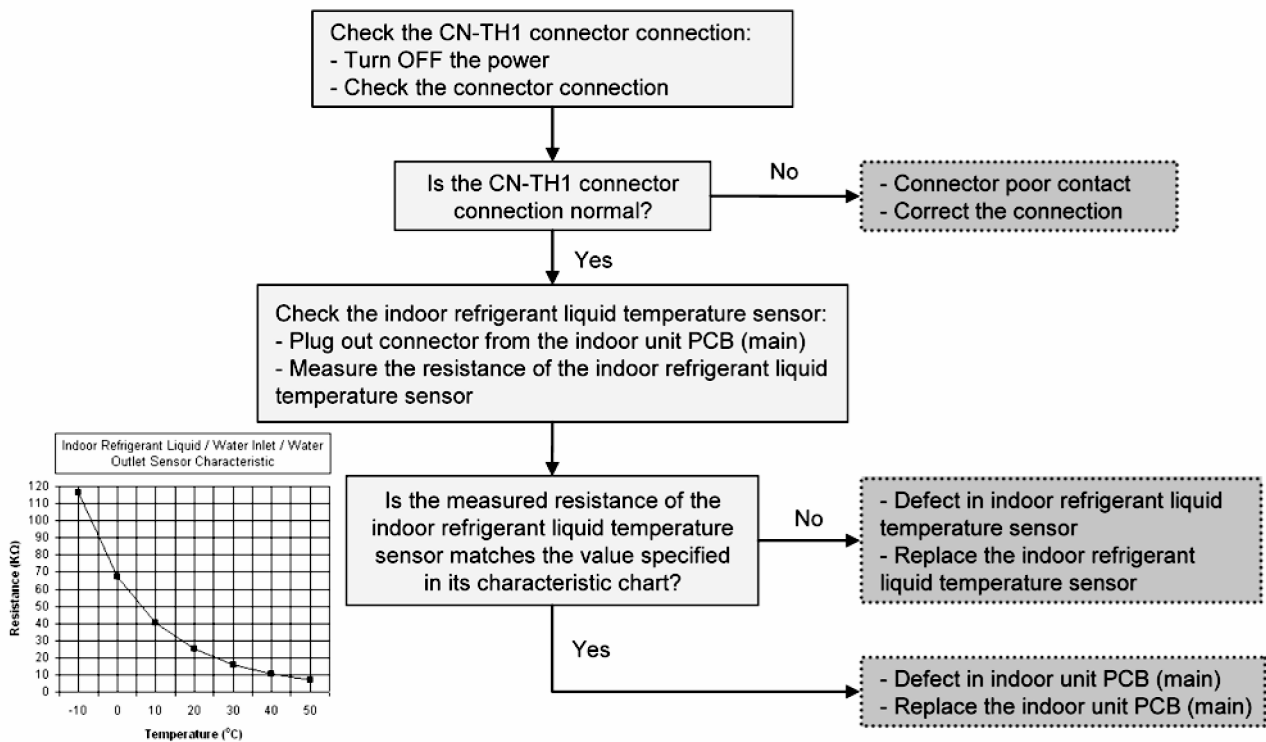 Check the CN-TH1 connector connection:
- Turn OFF the power
- Check the connector connection
Is the CN-TH1 connector
connection normal?
No
- Connector poor contact
- Correct the connection
Yes
Check the indoor refrigerant liquid temperature sensor:
- Plug out connector from the indoor unit PCB (main)
- Measure the resistance of the indoor refrigerant liquid
temperature sensor
Indoor Refrigerant Liquid / Water Inlet / Water
Outlet Sensor Characteristic
Resistance (KΩ)
120
110
100
90
80
70
60
50
40
30
20
10
0
-10 0 10 20 30 40 50
Temperature (°C)
Is the measured resistance of the
indoor refrigerant liquid temperature
sensor matches the value specified
in its characteristic chart?
No
- Defect in indoor refrigerant liquid
temperature sensor
- Replace the indoor refrigerant
liquid temperature sensor
Yes
- Defect in indoor unit PCB (main)
- Replace the indoor unit PCB (main)